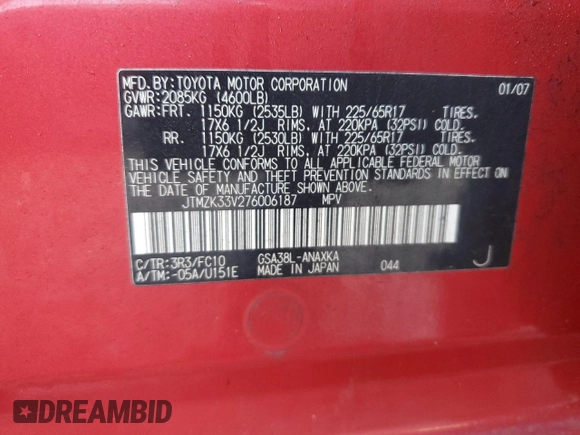 MFD. BY: TOYOTA MOTOR CORPORATION 01/07
GVWR: 2085KG (4600LB)
GAWR: FRT. 1150KG (2535LB) WITH 225/65R17 TIRES.
17X6 1/2J RIMS. AT 220KPA (32PSI) COLD.
RR. 1150KG (2530LB) WITH 225/65R17 TIRES.
17X6 1/2J RIMS. AT 220KPA (32PSI) COLD.
THIS VEHICLE CONFORMS TO ALL APPLICABLE FEDERAL MOTOR
VEHICLE SAFETY AND THEFT PREVENTION STANDARDS IN EFFECT ON
THE DATE OF MANUFACTURE SHOWN ABOVE.
JTMZK33V276006187 MPV
C/TR: 3R3/FC10 GSA38L-ANAXKA
A/TM: -05A/U151E MADE IN JAPAN 044 J
DREAMBID